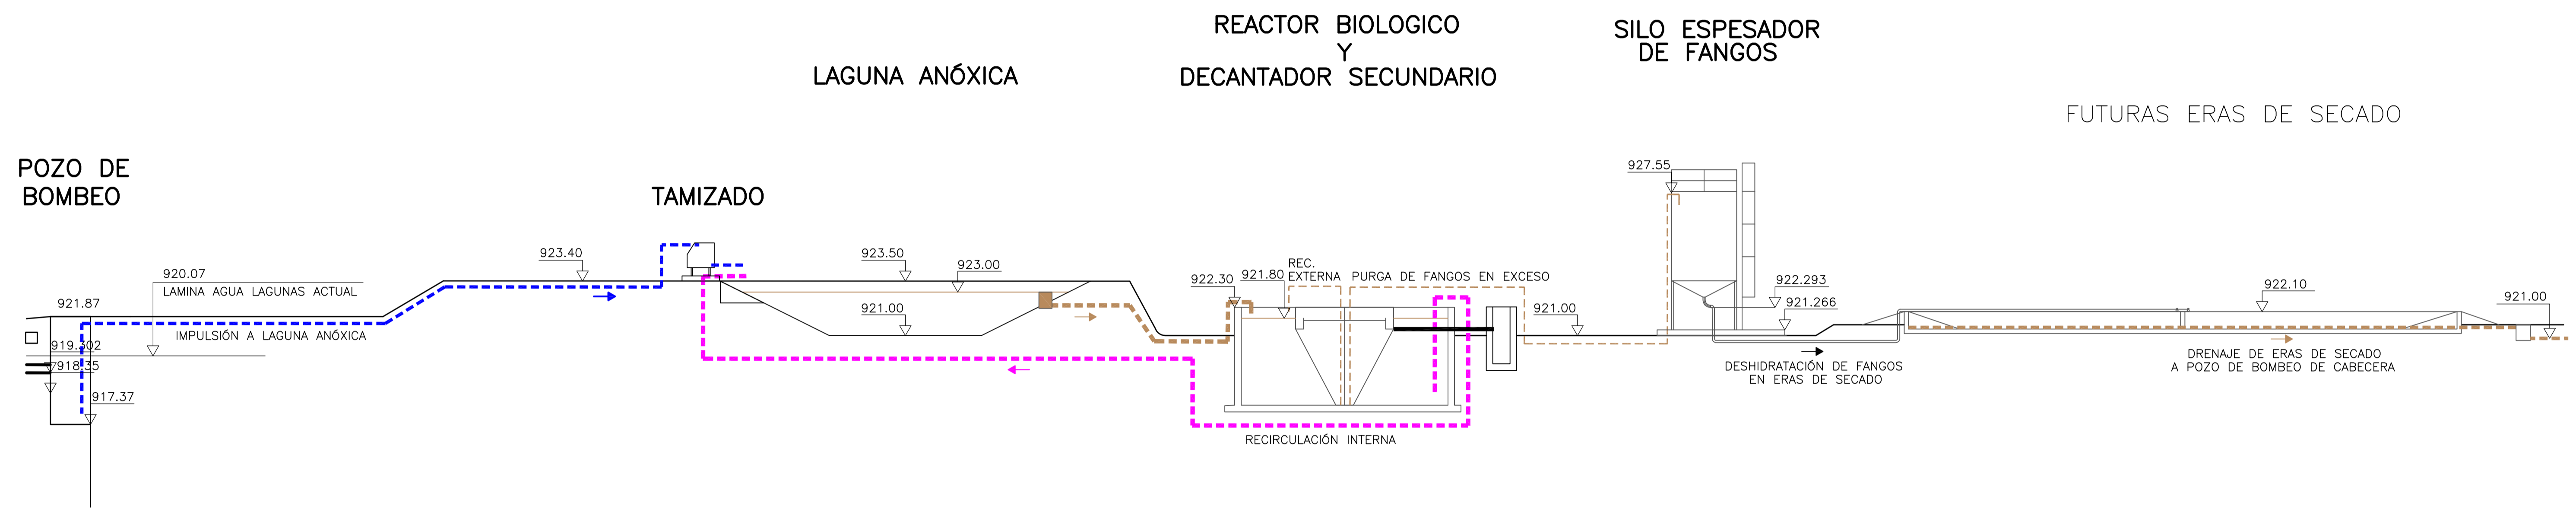 REACTOR BIOLOGICO
Y
DECANTADOR SECUNDARIO
SILO ESPESADOR
DE FANGOS
LAGUNA ANÓXICA
FUTURAS ERAS DE SECADO
POZO DE
BOMBEO
TAMIZADO
927.55
923.40
923.50
923.00
920.07
LAMINA AGUA LAGUNAS ACTUAL
921.87
IMPULSIÓN A LAGUNA ANÓXICA
919.302
918.35
917.37
921.00
922.30
921.80
REC.
EXTERNA
PURGA DE FANGOS EN EXCESO
921.00
922.293
921.266
922.10
921.00
DESHIDRATACIÓN DE FANGOS
EN ERAS DE SECADO
DRENAJE DE ERAS DE SECADO
A POZO DE BOMBEO DE CABECERA
RECIRCULACIÓN INTERNA